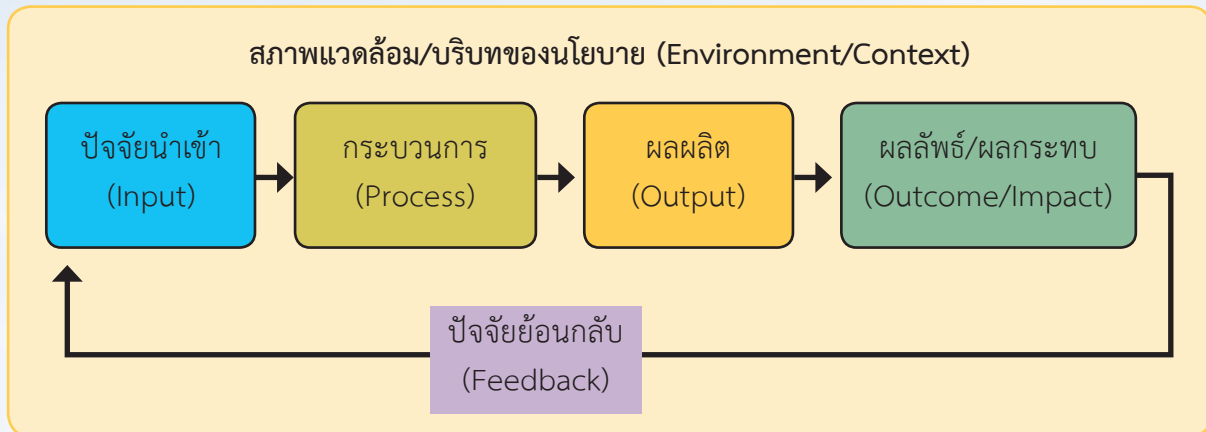 สภาพแวดล้อม/บริบทของนโยบาย (Environment/Context)
ปัจจัยนำเข้า
(Input)
กระบวนการ
(Process)
ผลผลิต
(Output)
ผลลัพธ์/ผลกระทบ
(Outcome/Impact)
ปัจจัยย้อนกลับ
(Feedback)